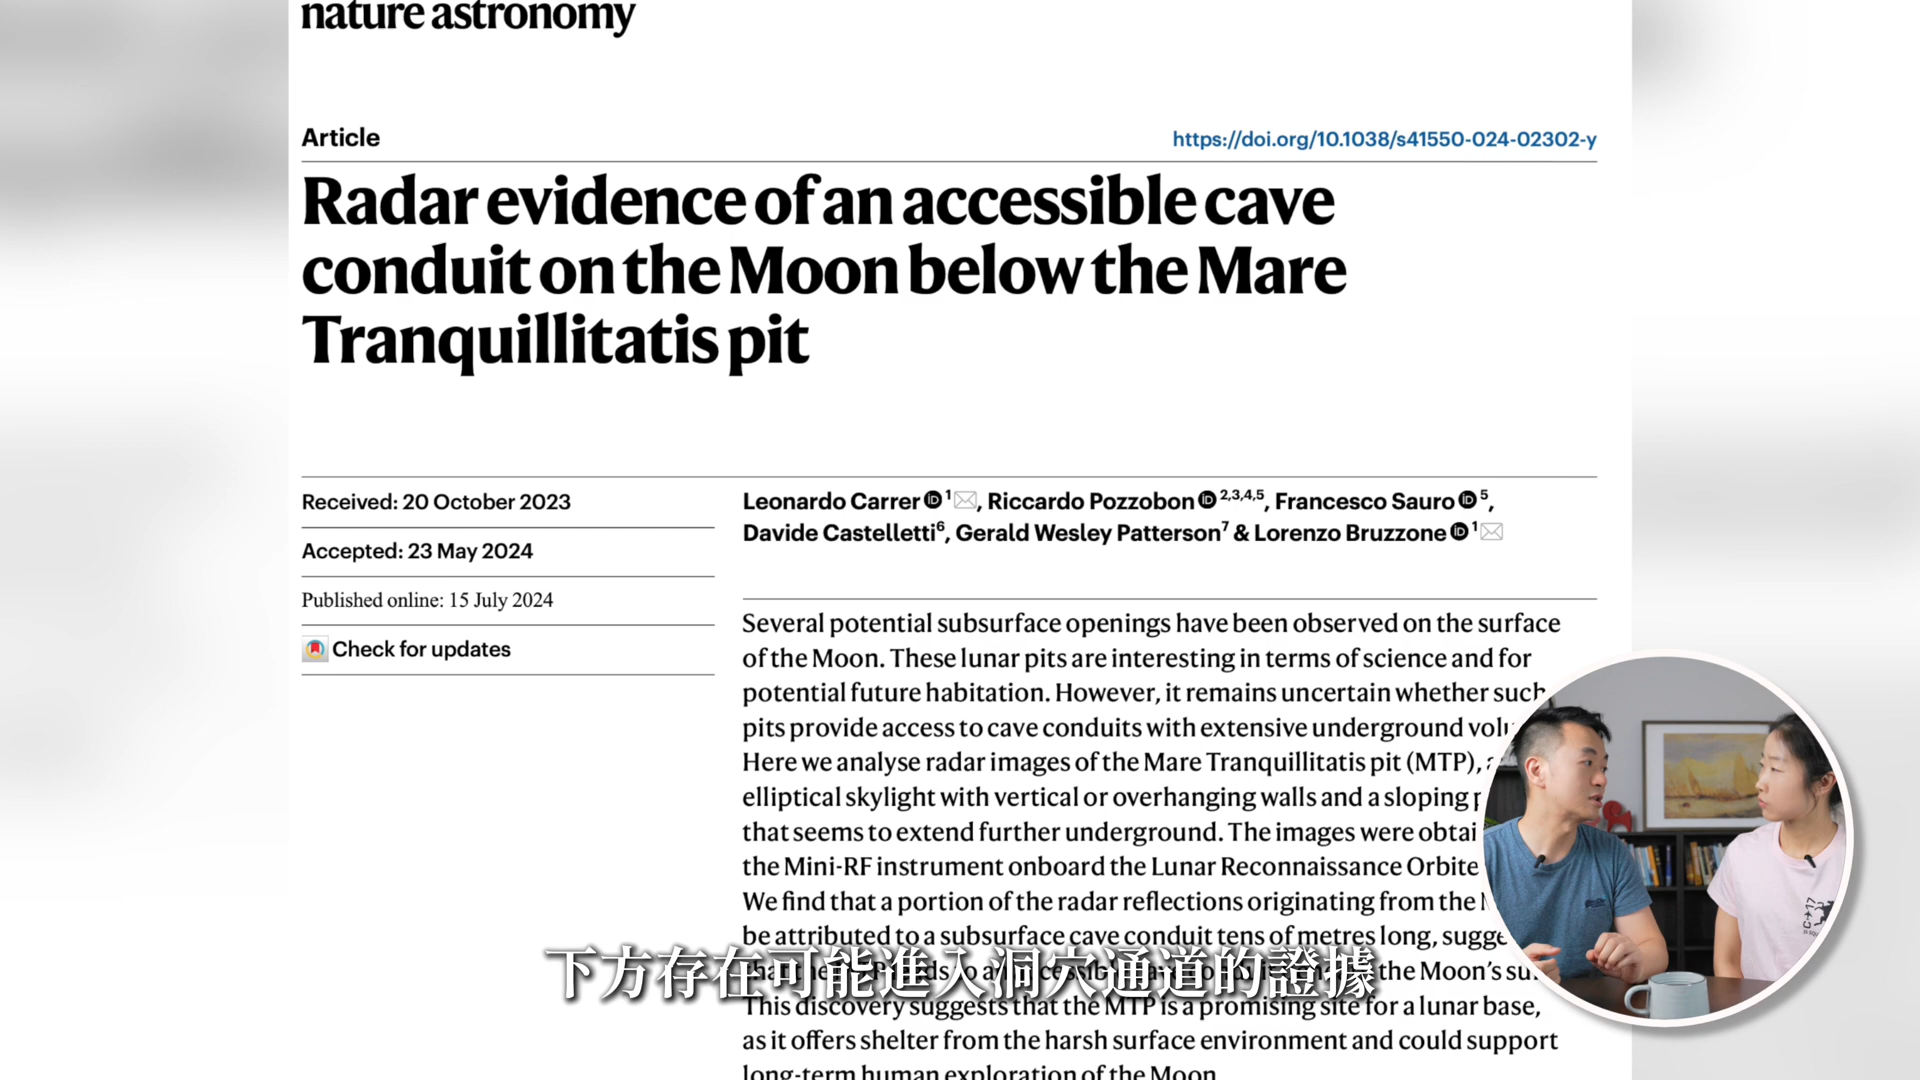 nature astronomy
Article
https://doi.org/10.1038/s41550-024-02302-y
Radar evidence of an accessible cave
conduit on the Moon below the Mare
Tranquillitatis pit
Received: 20 October 2023
Accepted: 23 May 2024
Published online: 15 July 2024
Check for updates
Leonardo Carrer 1, Riccardo Pozzobon 2,3,4,5, Francesco Sauro 5,
Davide Castelletti6, Gerald Wesley Patterson7 & Lorenzo Bruzzone 1
Several potential subsurface openings have been observed on the surface
of the Moon. These lunar pits are interesting in terms of science and for
potential future habitation. However, it remains uncertain whether such
pits provide access to cave conduits with extensive underground
Here we analyse radar images of the Mare Tranquillitatis pit (MTP),
elliptical skylight with vertical or overhanging walls and a sloping
that seems to extend further underground. The images were
the Mini-RF instrument onboard the Lunar Reconnaissance
We find that a portion of the radar reflections originating from the
be attributed to a subsurface cave conduit tens of metres long,
the Moon's
This discovery suggests that the MTP is a promising site for a lunar base,
as it offers shelter from the harsh surface environment and could support
long-term human exploration of the Moon.
下方存在可能進入洞穴通道的證據